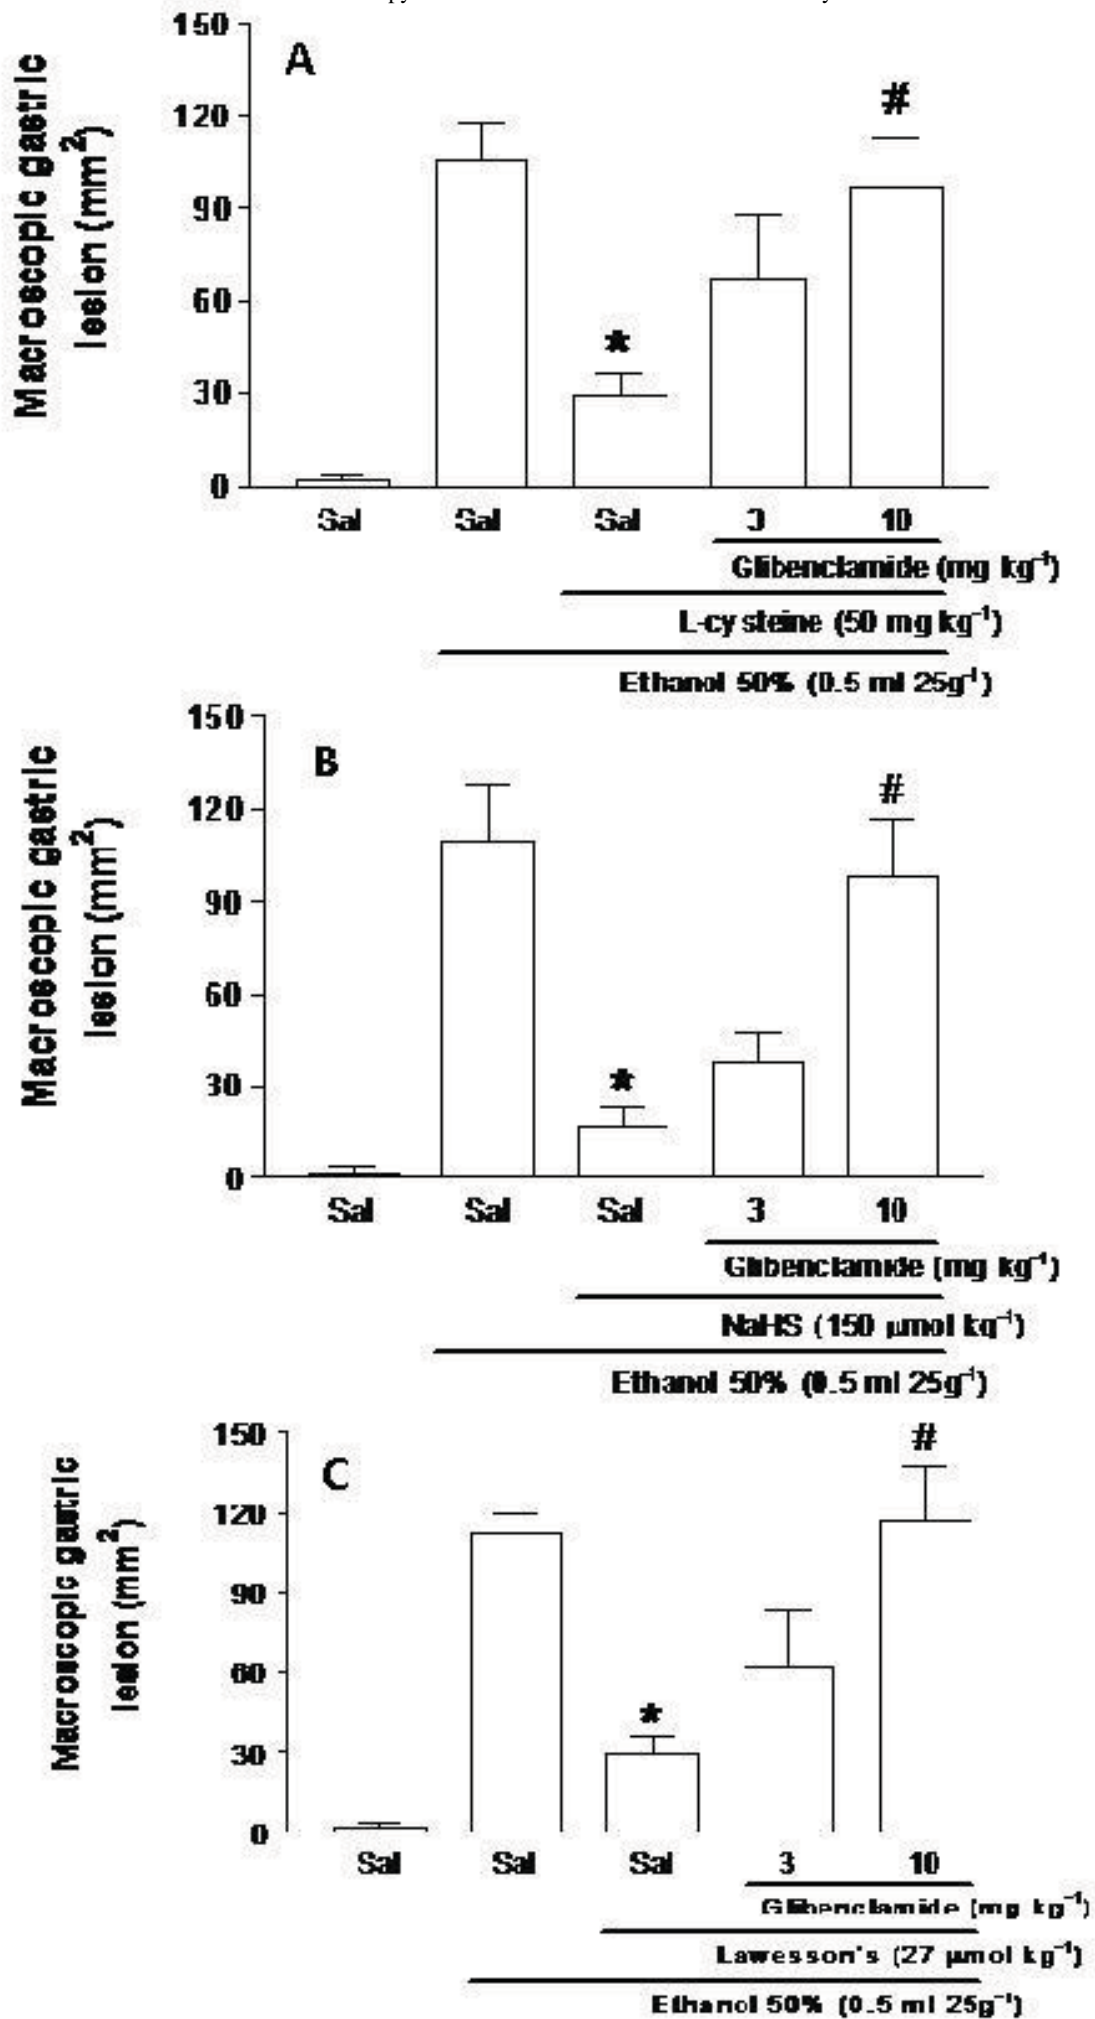 A
Macroscopic gastric
lesion (mm²)
150
120
90
60
30
0
*
#
Sal Sal Sal 3 10
Glibenclamide (mg kg⁻¹)
L-cysteine (50 mg kg⁻¹)
Ethanol 50% (0.5 ml 25g⁻¹)
B
Macroscopic gastric
lesion (mm²)
150
120
90
60
30
0
*
#
Sal Sal Sal 3 10
Glibenclamide (mg kg⁻¹)
NaHS (150 µmol kg⁻¹)
Ethanol 50% (0.5 ml 25g⁻¹)
C
Macroscopic gastric
lesion (mm²)
150
120
90
60
30
0
*
#
Sal Sal Sal 3 10
Glibenclamide (mg kg⁻¹)
Lawesson's (27 µmol kg⁻¹)
Ethanol 50% (0.5 ml 25g⁻¹)